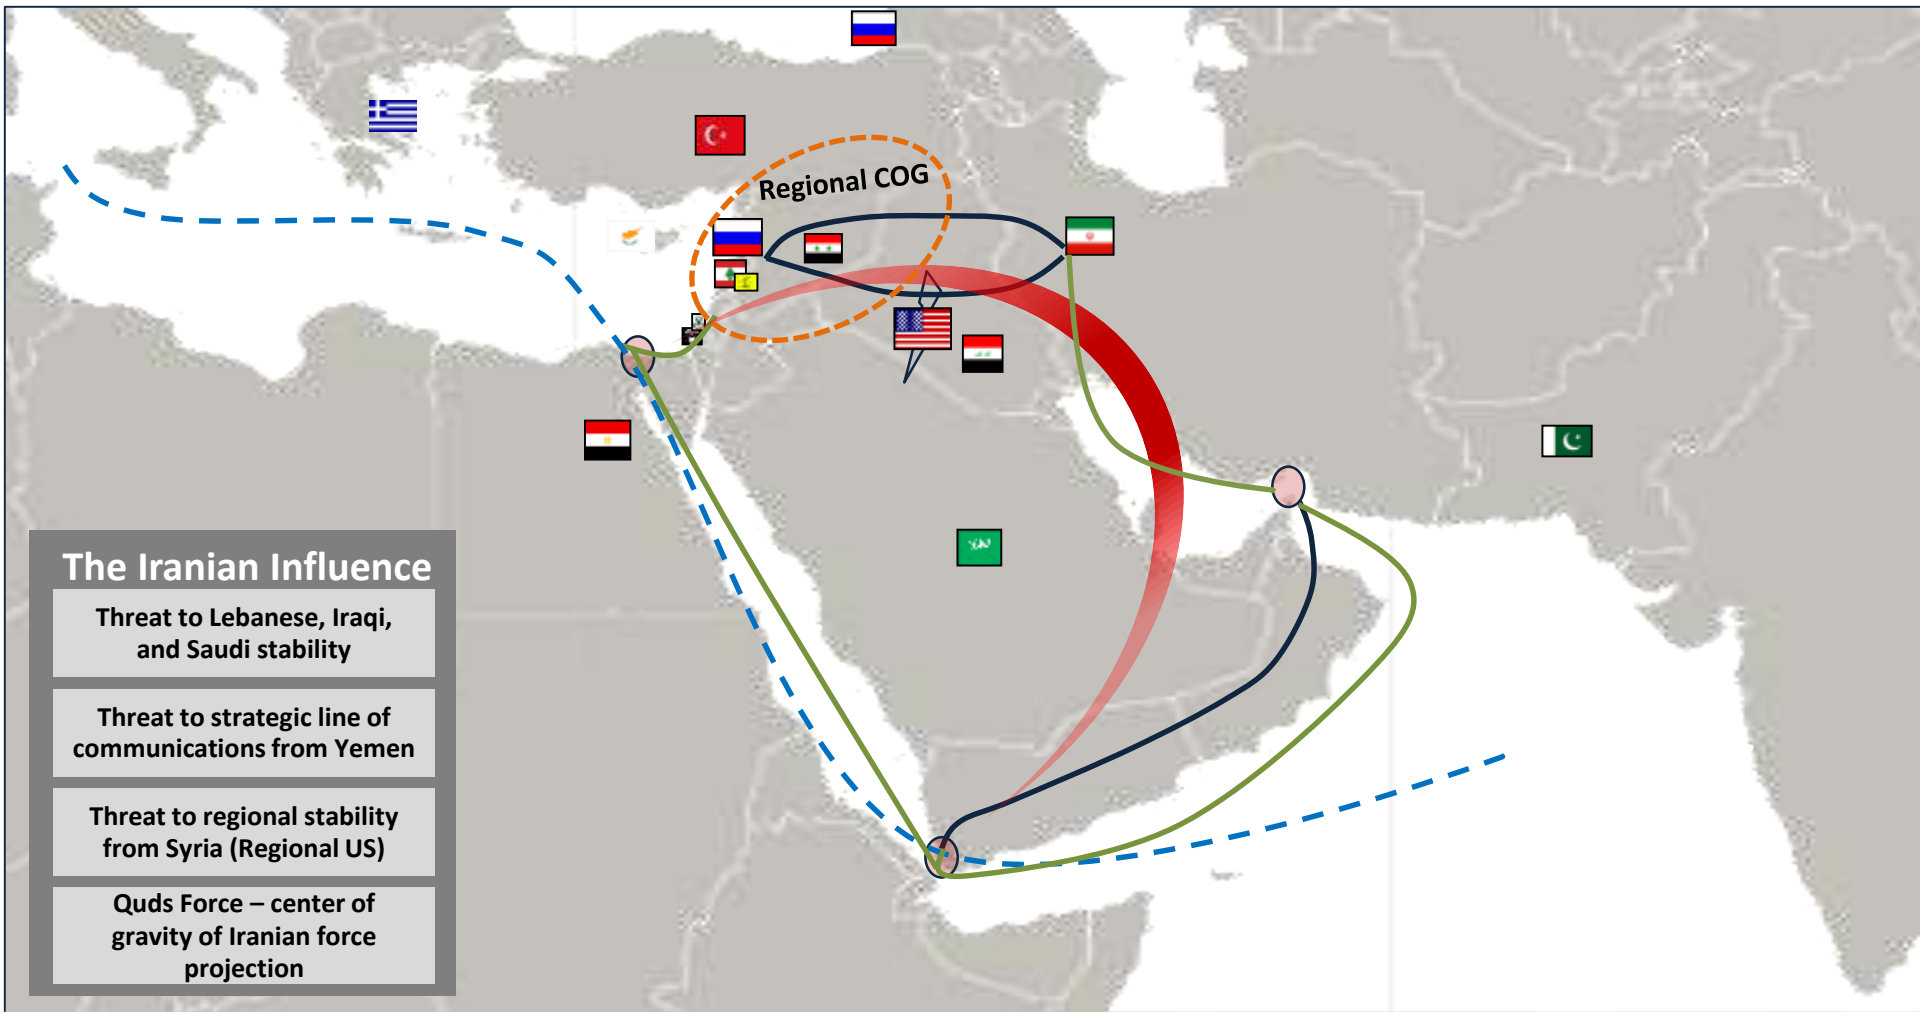 Regional COG
The Iranian Influence
Threat to Lebanese, Iraqi,
and Saudi stability
Threat to strategic line of
communications from Yemen
Threat to regional stability
from Syria (Regional US)
Quds Force – center of
gravity of Iranian force
projection